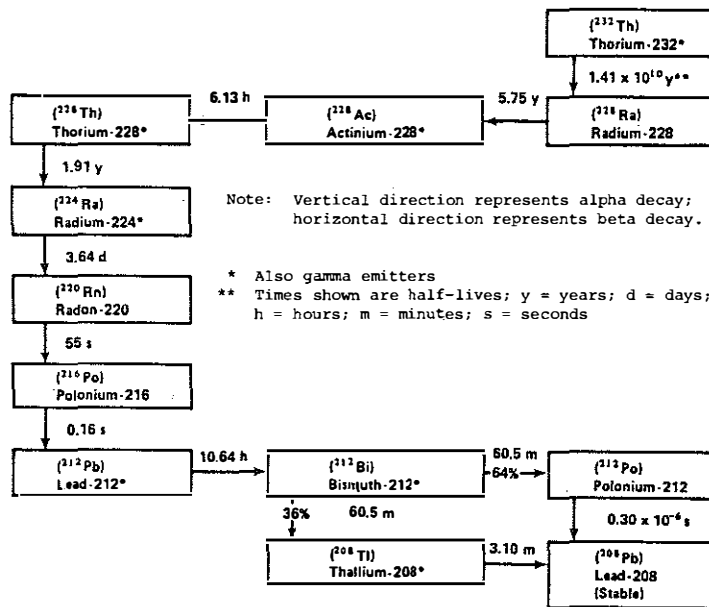 (²³²Th)
Thorium-232*
1.41 x 10¹⁰ y**
6.13 h
5.75 y
(²²⁸Th)
Thorium-228*
(²²⁸Ac)
Actinium-228*
(²²⁸Ra)
Radium-228
1.91 y
(²²⁴Ra)
Radium-224*
Note: Vertical direction represents alpha decay;
horizontal direction represents beta decay.
3.64 d
(²²⁰Rn)
Radon-220
* Also gamma emitters
** Times shown are half-lives; y = years; d = days;
h = hours; m = minutes; s = seconds
55 s
(²¹⁶Po)
Polonium-216
0.16 s
(²¹²Pb)
Lead-212*
10.64 h
(²¹²Bi)
Bismuth-212*
60.5 m
64%
(²¹²Po)
Polonium-212
36%
60.5 m
0.30 x 10⁻⁶ s
(²⁰⁸Tl)
Thallium-208*
3.10 m
(²⁰⁸Pb)
Lead-208
(Stable)